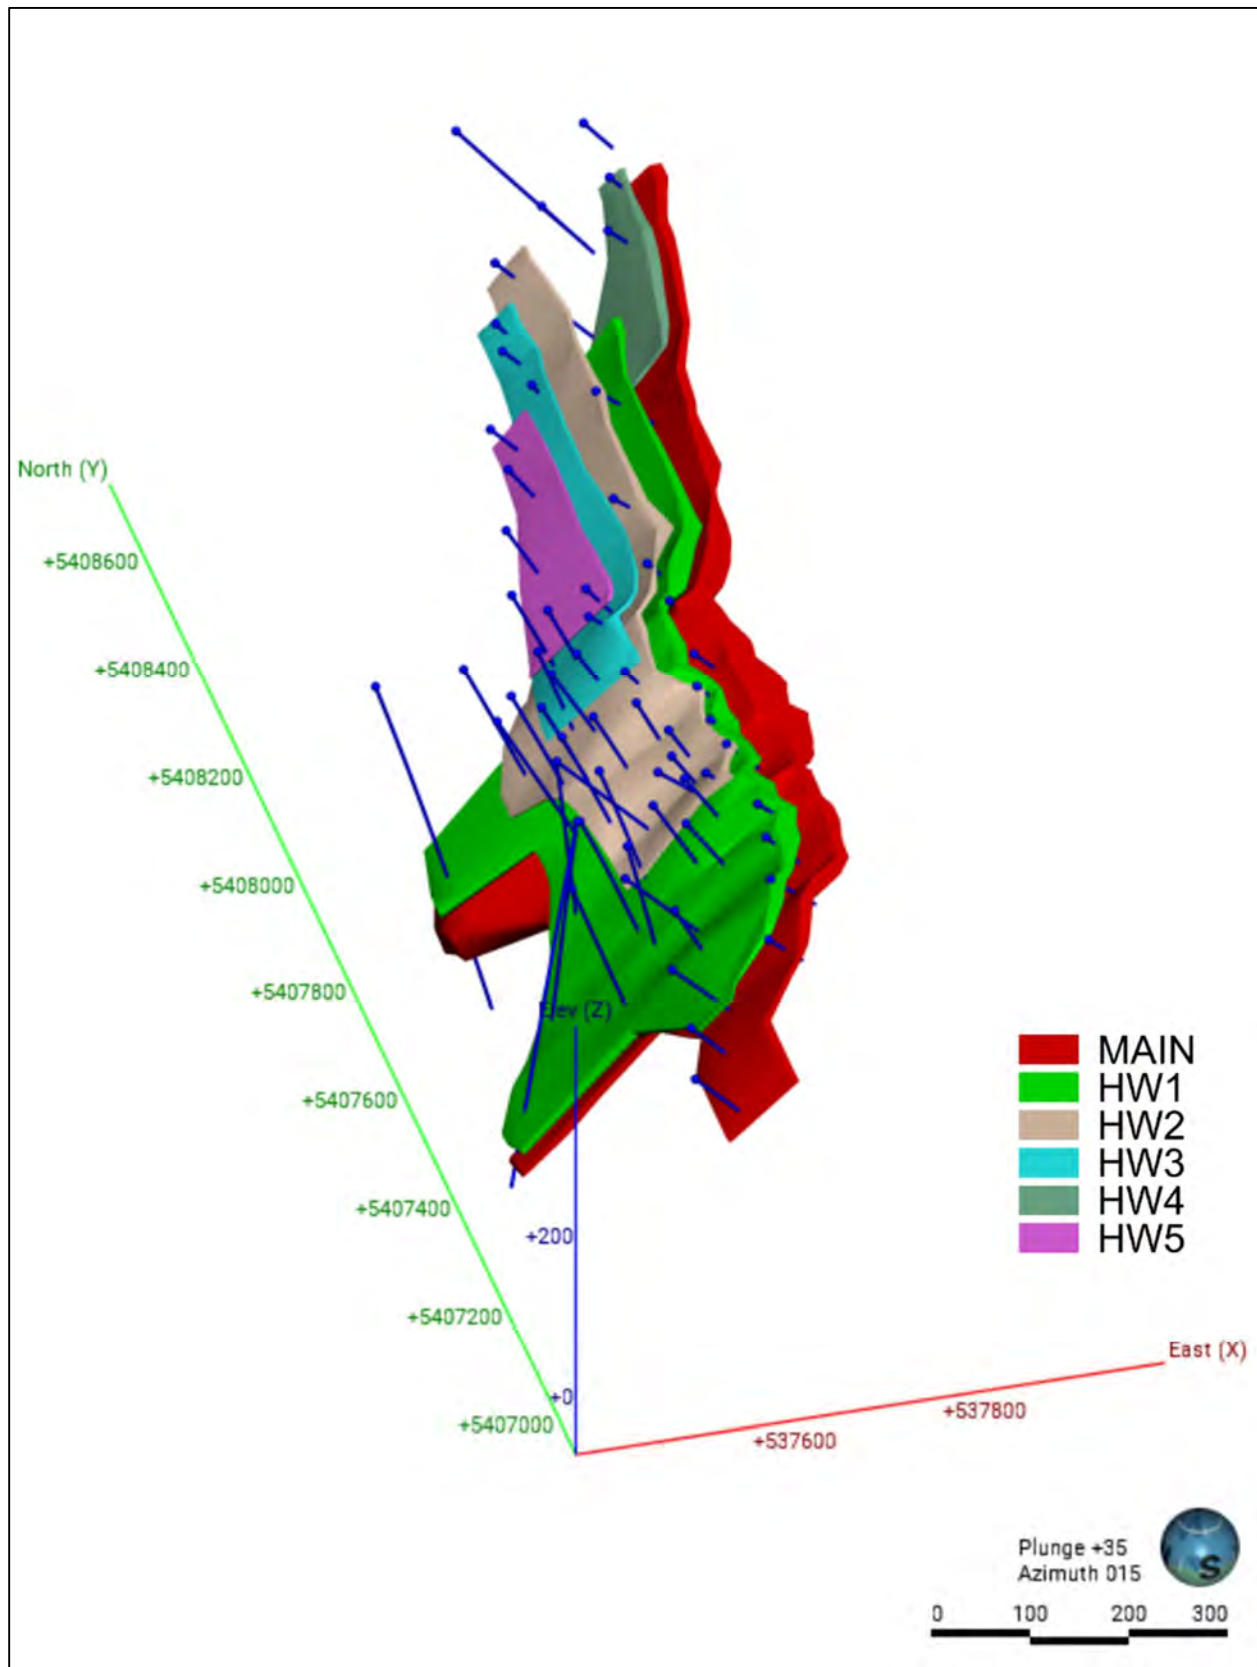 North (Y)
+5408600
+5408400
+5408200
+5408000
+5407800
Elev (Z)
MAIN
HW1
+5407600
HW2
HW3
+5407400
HW4
+200
HW5
+5407200
East (X)
+0
+537800
+5407000
+537600
Plunge +35
Azimuth 015
S
0 100 200 300